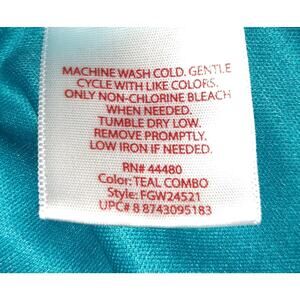 MACHINE WASH COLD. GENTLE
CYCLE WITH LIKE COLORS.
ONLY NON-CHLORINE BLEACH
WHEN NEEDED.
TUMBLE DRY LOW.
REMOVE PROMPTLY.
LOW IRON IF NEEDED.
RN# 44480
Color: TEAL COMBO
Style: FGW24521
UPC# 8 8743095183